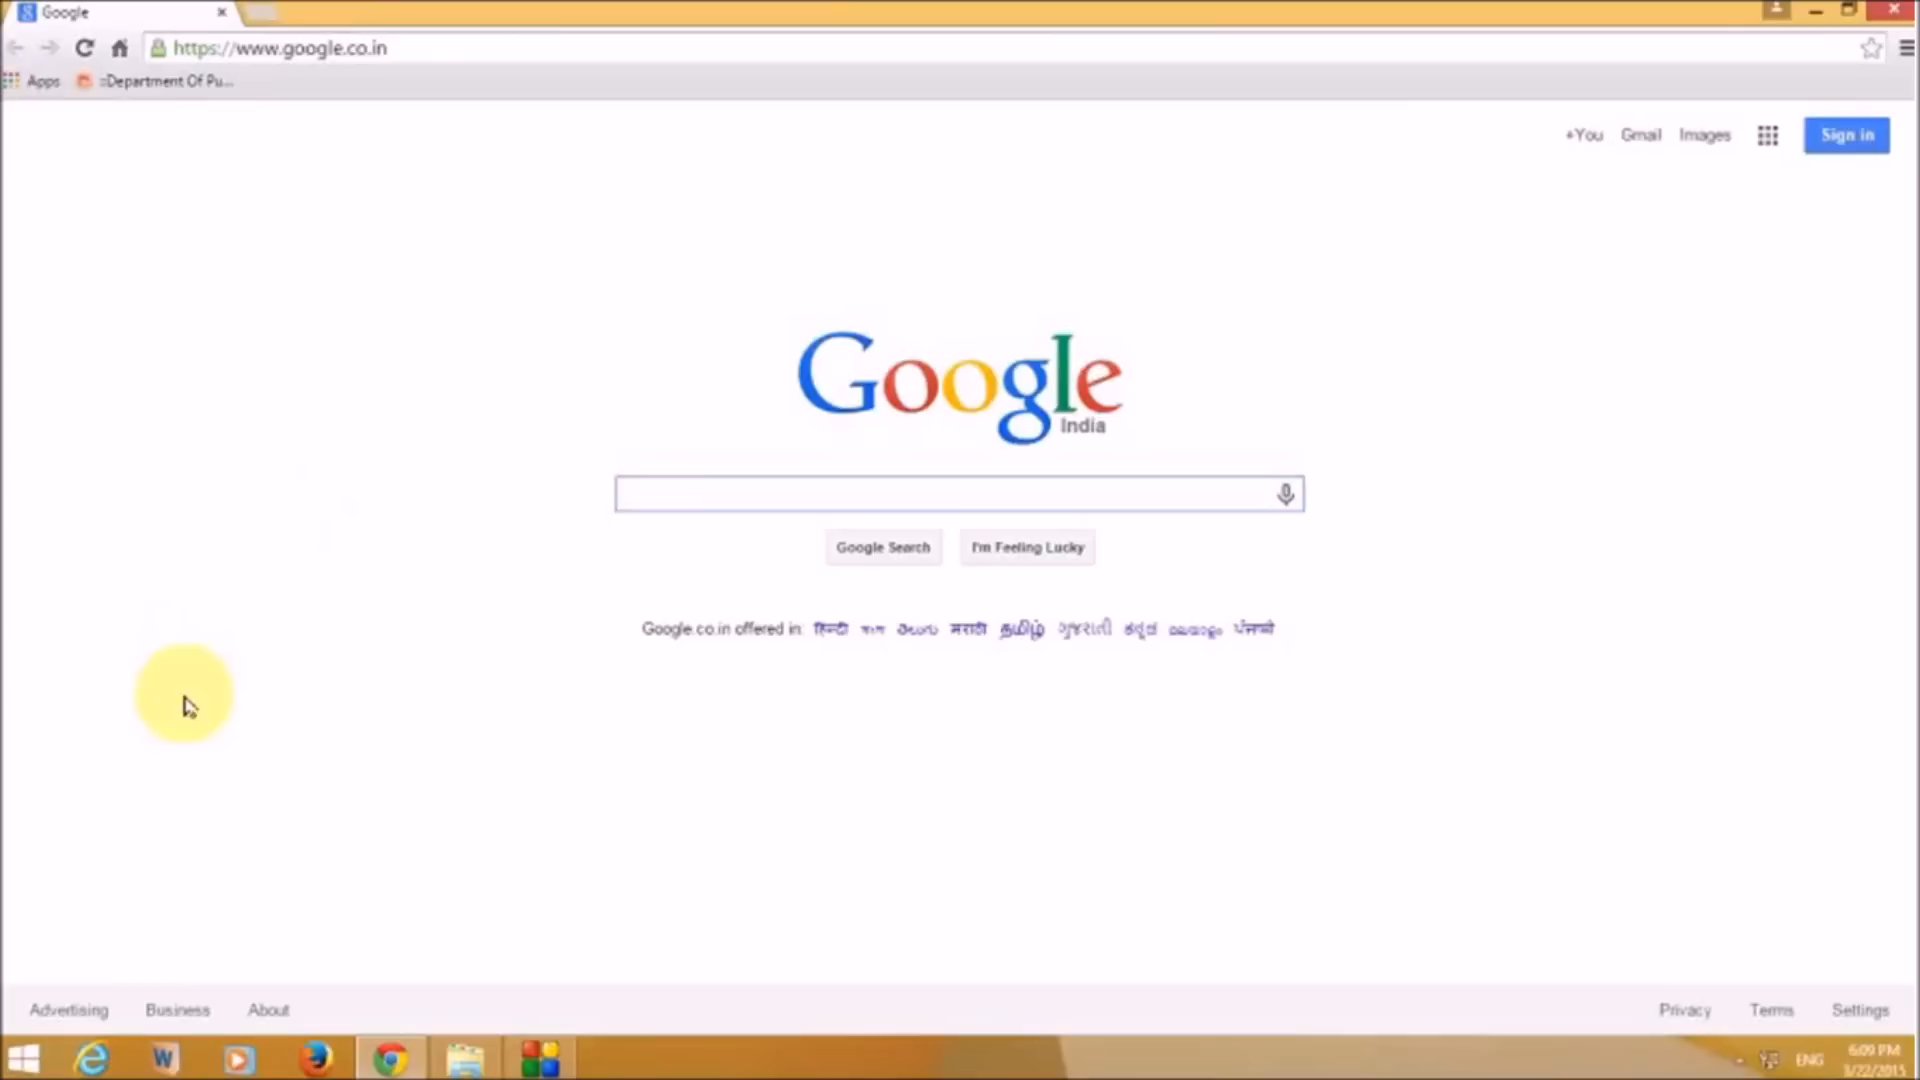 Google
https://www.google.co.in
Apps =Department Of Pu...
+You Gmail Images Sign in
Google
India
Google Search I'm Feeling Lucky
Google.co.in offered in: हिन्दी বাংলা తెలుగు मराठी தமிழ் ગુજરાતી ಕನ್ನಡ മലയാളം ਪੰਜਾਬੀ
Advertising Business About Privacy Terms Settings
ENG 6:09 PM
3/22/2015